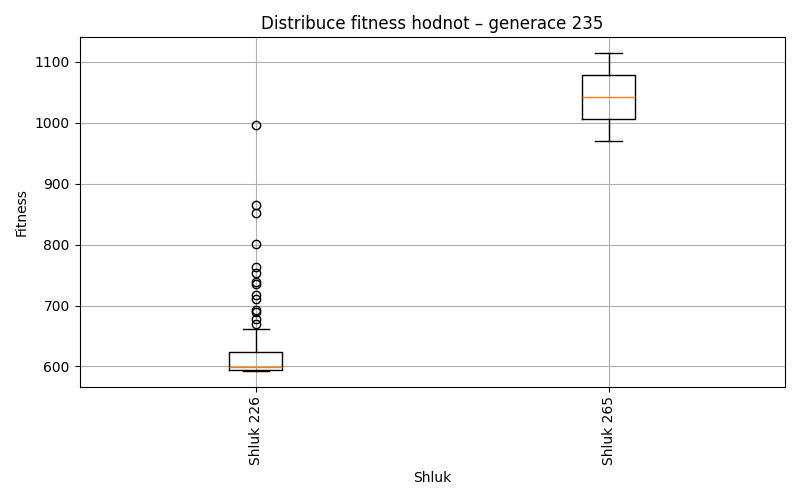 Distribuce fitness hodnot – generace 235
Fitness
1100
1000
900
800
700
600
Shluk 226
Shluk 265
Shluk